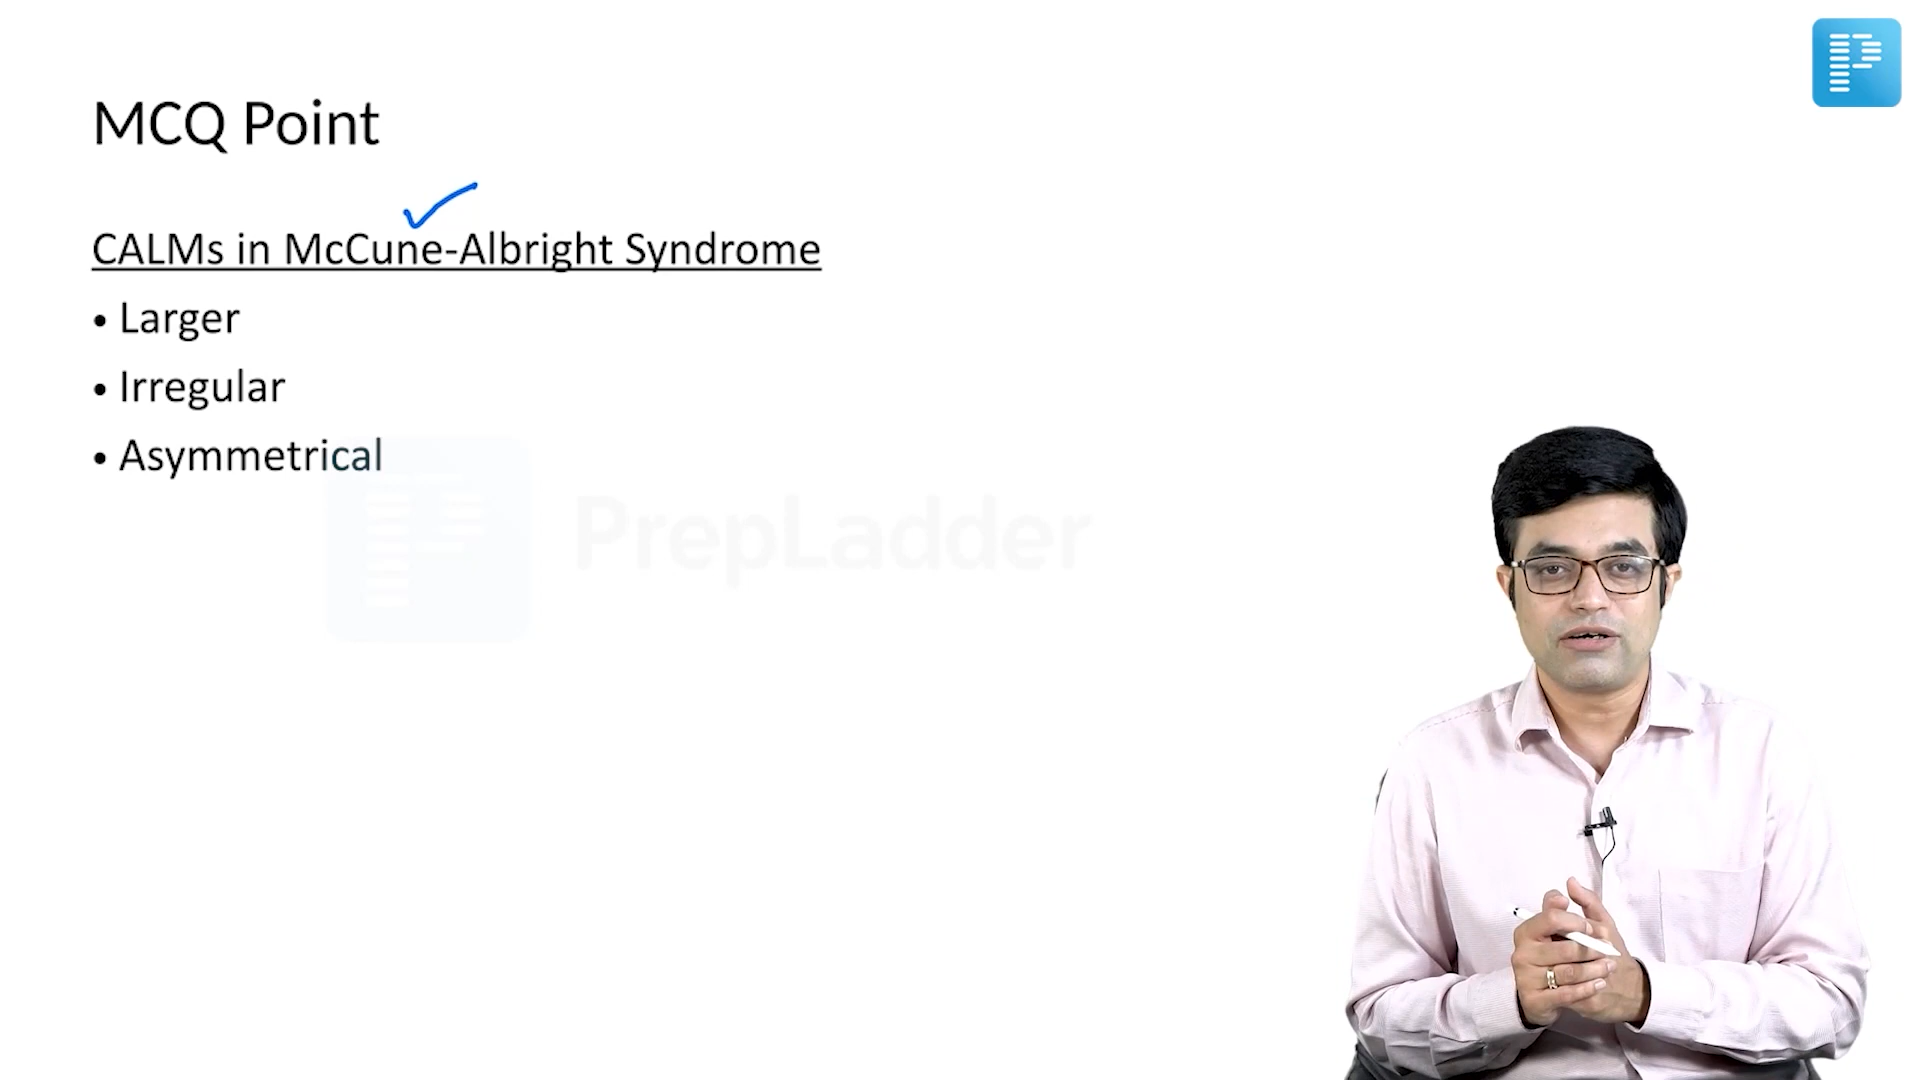 MCQ Point
CALMs in McCune-Albright Syndrome
• Larger
• Irregular
• Asymmetrical
PrepLadder